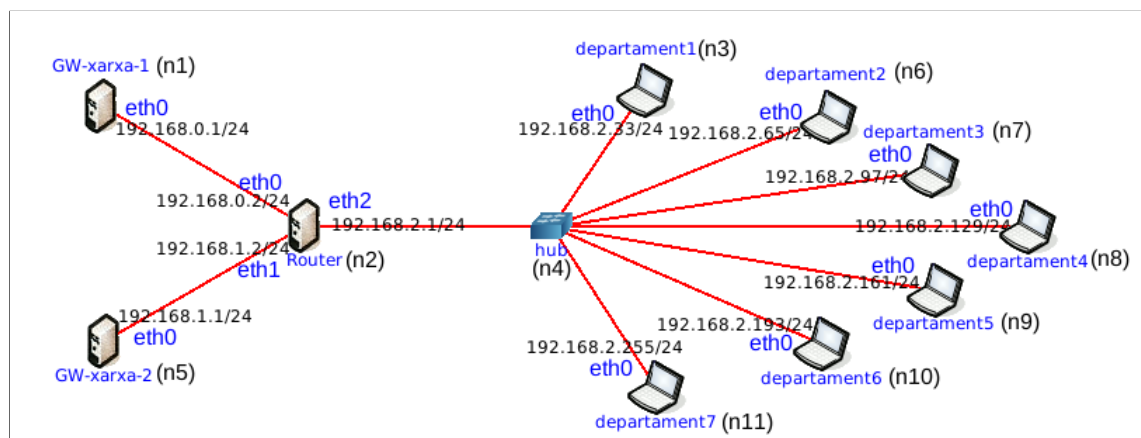 GW-xarxa-1 (n1)
eth0
192.168.0.1/24
eth0
192.168.0.2/24
eth2
192.168.2.1/24
192.168.1.2/24
eth1
Router (n2)
192.168.1.1/24
eth0
GW-xarxa-2 (n5)
hub
(n4)
departament1 (n3)
eth0
192.168.2.33/24
departament2 (n6)
eth0
192.168.2.65/24
departament3 (n7)
eth0
192.168.2.97/24
eth0
192.168.2.129/24
departament4 (n8)
eth0
192.168.2.161/24
departament5 (n9)
192.168.2.193/24
eth0
departament6 (n10)
192.168.2.255/24
eth0
departament7 (n11)